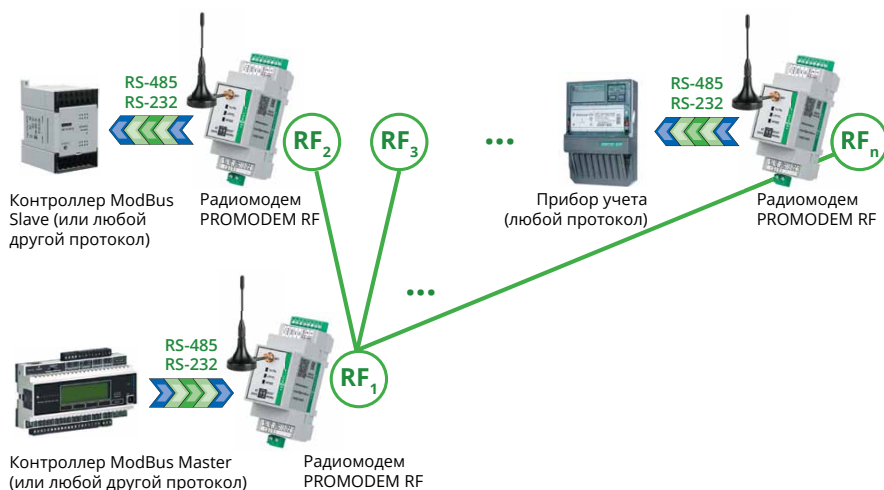 RS-485
RS-232
RF2
RF3
...
RS-485
RS-232
RFn
Контроллер ModBus
Slave (или любой
другой протокол)
Радиомодем
PROMODEM RF
Прибор учета
(любой протокол)
Радиомодем
PROMODEM RF
...
RS-485
RS-232
RF1
Контроллер ModBus Master
(или любой другой протокол)
Радиомодем
PROMODEM RF